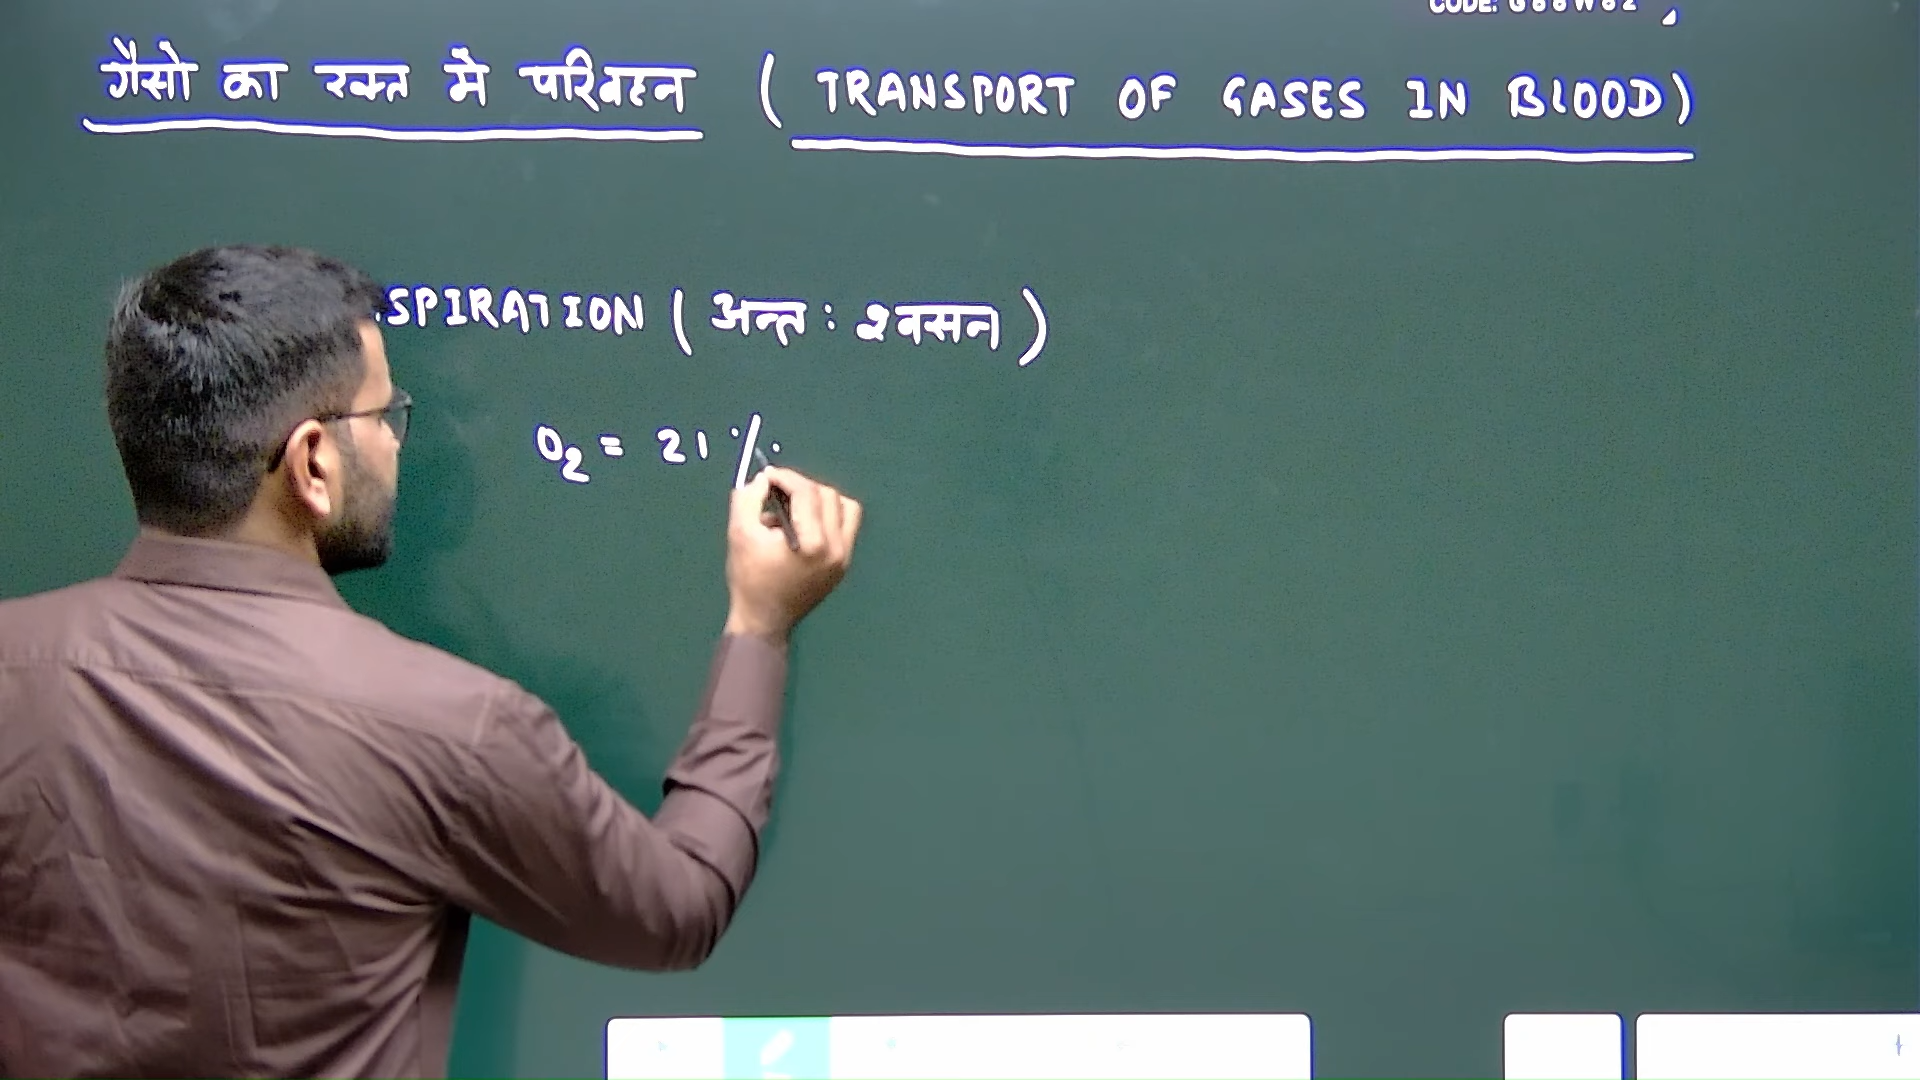 गैसो का रक्त में परिवहन ( TRANSPORT OF GASES IN BLOOD)
SPIRATION ( अन्त : श्वसन )
O₂ = 21 %